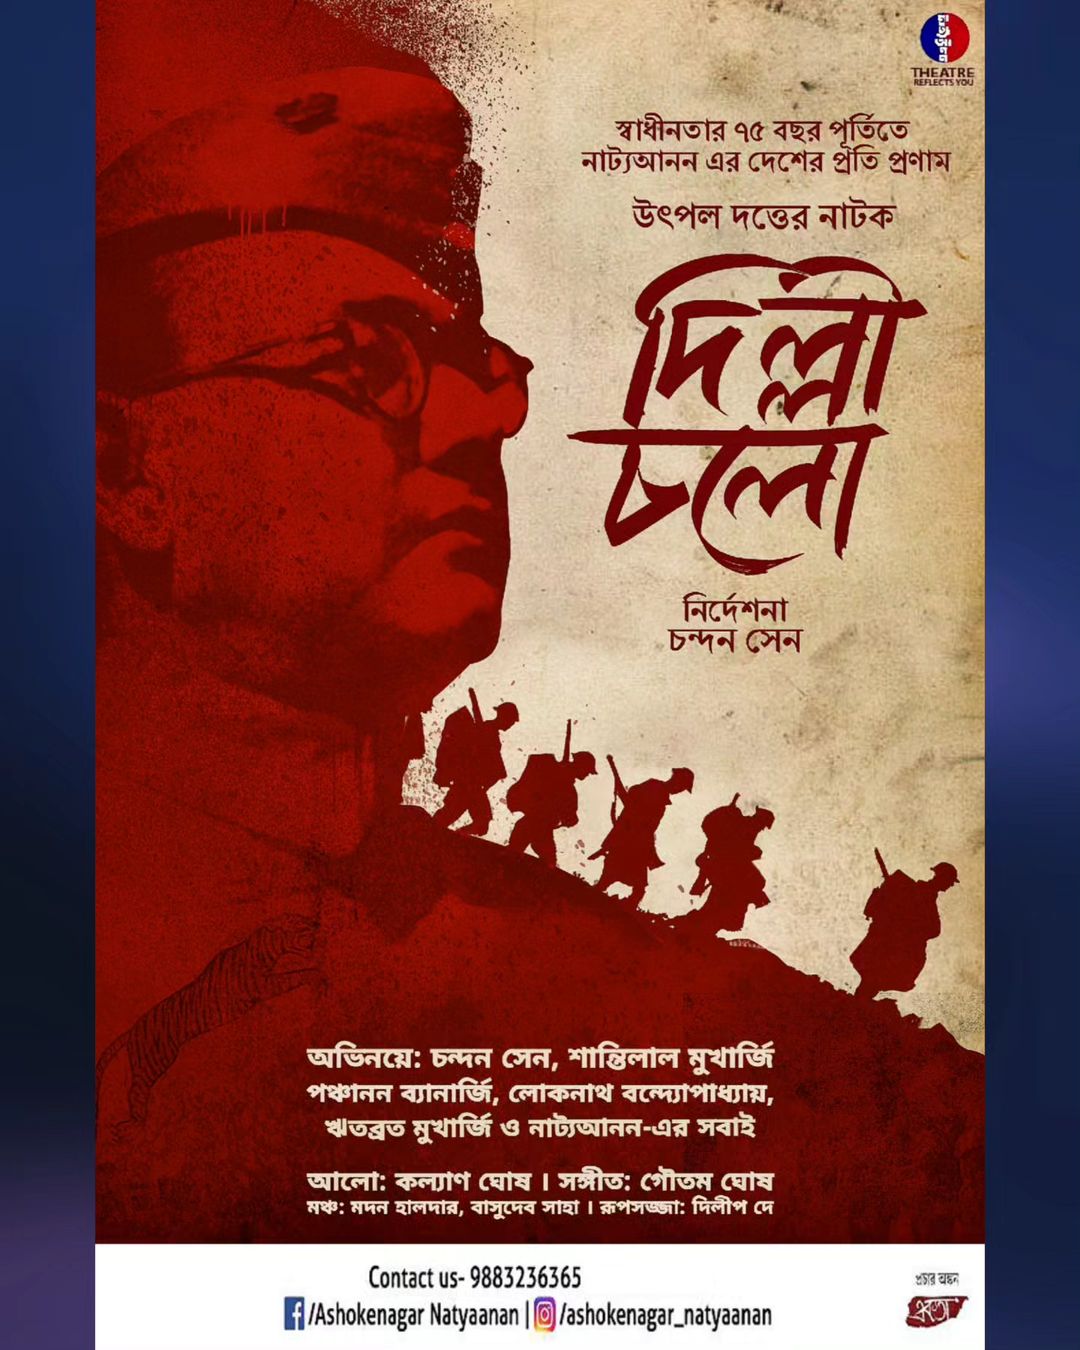 নাট্যআনন
THEATRE
REFLECTS YOU
স্বাধীনতার ৭৫ বছর পূর্তিতে
নাট্যআনন এর দেশের প্রতি প্রণাম
উৎপল দত্তের নাটক
দিল্লী
চলো
নির্দেশনা
চন্দন সেন
অভিনয়ে: চন্দন সেন, শান্তিলাল মুখার্জি
পঞ্চানন ব্যানার্জি, লোকনাথ বন্দ্যোপাধ্যায়,
ঋতব্রত মুখার্জি ও নাট্যআনন-এর সবাই
আলো: কল্যাণ ঘোষ । সঙ্গীত: গৌতম ঘোষ
মঞ্চ: মদন হালদার, বাসুদেব সাহা । রূপসজ্জা: দিলীপ দে
Contact us- 9883236365
/Ashokenagar Natyaanan | /ashokenagar_natyaanan
প্রচার অঙ্কন
একতা